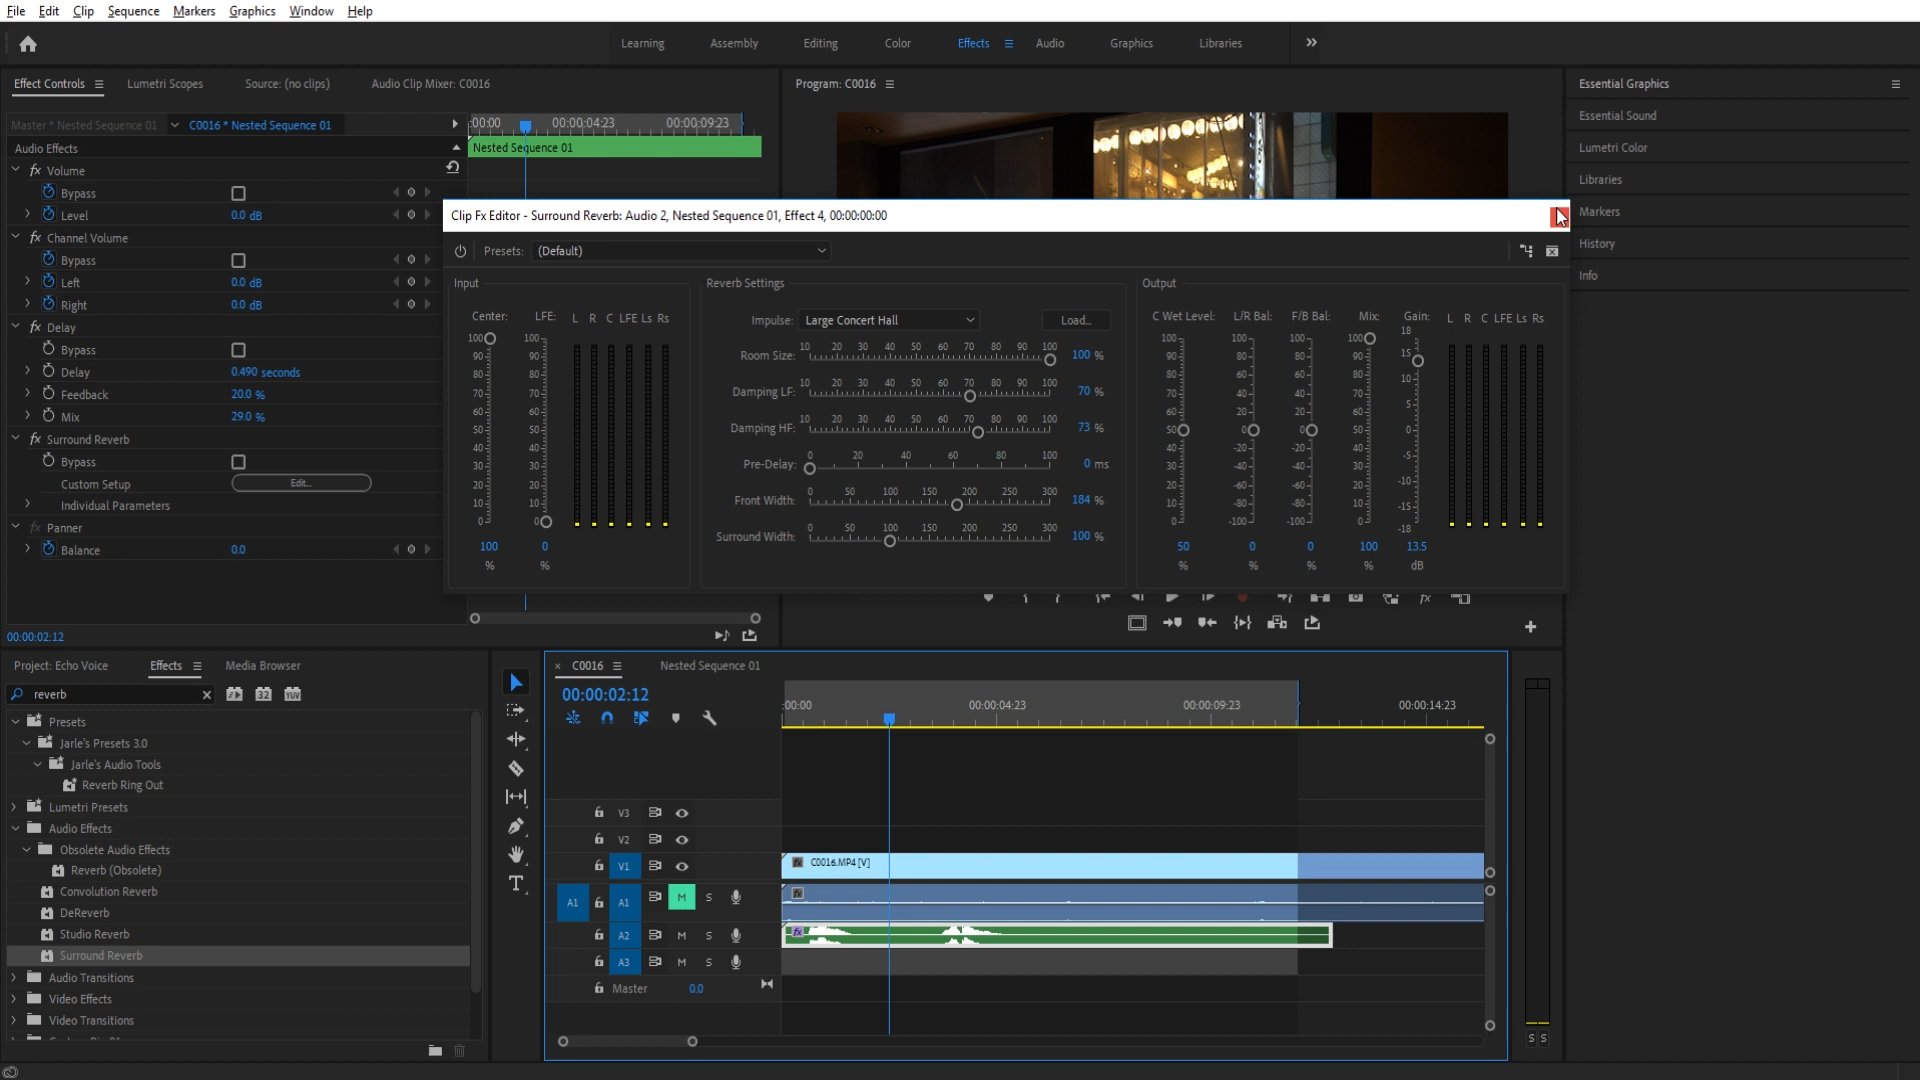 File Edit Clip Sequence Markers Graphics Window Help
Learning Assembly Editing Color Effects Audio Graphics Libraries
Effect Controls Lumetri Scopes Source: (no clips) Audio Clip Mixer: C0016
Program: C0016
Essential Graphics
Essential Sound
Lumetri Color
Libraries
Markers
History
Info
Master * Nested Sequence 01 C0016 * Nested Sequence 01
:00:00 00:00:04:23 00:00:09:23
Audio Effects
Nested Sequence 01
fx Volume
Bypass
Level 0.0 dB
fx Channel Volume
Bypass
Left 0.0 dB
Right 0.0 dB
fx Delay
Bypass
Delay 0.490 seconds
Feedback 20.0 %
Mix 29.0 %
fx Surround Reverb
Bypass
Custom Setup Edit...
Individual Parameters
fx Panner
Balance 0.0
00:00:02:12
Clip Fx Editor - Surround Reverb: Audio 2, Nested Sequence 01, Effect 4, 00:00:00:00
Presets: (Default)
Input
Center: LFE: L R C LFE Ls Rs
100 100
90 90
80 80
70 70
60 60
50 50
40 40
30 30
20 20
10 10
0 0
100 0
% %
Reverb Settings
Impulse: Large Concert Hall Load...
10 20 30 40 50 60 70 80 90 100
Room Size: 100 %
10 20 30 40 50 60 70 80 90 100
Damping LF: 70 %
10 20 30 40 50 60 70 80 90 100
Damping HF: 73 %
0 20 40 60 80 100
Pre-Delay: 0 ms
0 50 100 150 200 250 300
Front Width: 184 %
0 50 100 150 200 250 300
Surround Width: 100 %
Output
C Wet Level: L/R Bal: F/B Bal: Mix: Gain: L R C LFE Ls Rs
100 100 100 100 18
90 80 80 90 15
80 60 60 80 10
70 40 40 70 5
60 20 20 60 0
50 0 0 50 -5
40 -20 -20 40 -10
30 -40 -40 30 -15
20 -60 -60 20 -18
10 -80 -80 10
0 -100 -100 0
50 0 0 100 13.5
% % % % dB
fx
Project: Echo Voice Effects Media Browser
reverb 32 YUV
Presets
Jarle's Presets 3.0
Jarle's Audio Tools
Reverb Ring Out
Lumetri Presets
Audio Effects
Obsolete Audio Effects
Reverb (Obsolete)
Convolution Reverb
DeReverb
Studio Reverb
Surround Reverb
Audio Transitions
Video Effects
Video Transitions
× C0016 Nested Sequence 01
00:00:02:12
:00:00 00:00:04:23 00:00:09:23 00:00:14:23
V3
V2
V1 fx C0016.MP4 [V]
A1 A1 M S fx
A2 M S fx
A3 M S
Master 0.0
S S